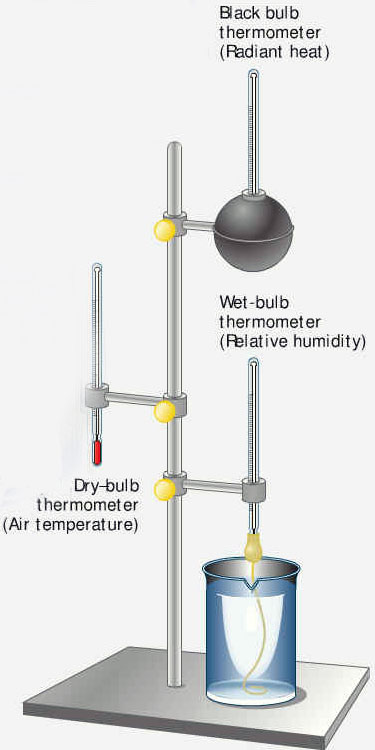 Black bulb
thermometer
(Radiant heat)
Wet-bulb
thermometer
(Relative humidity)
Dry–bulb
thermometer
(Air temperature)